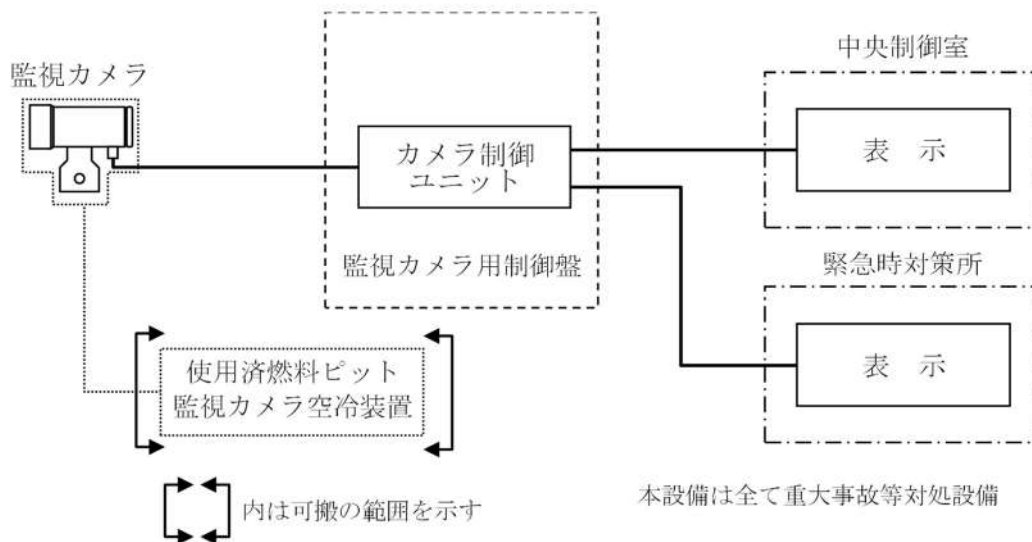 監視カメラ
カメラ制御
ユニット
監視カメラ用制御盤
中央制御室
表 示
緊急時対策所
表 示
使用済燃料ピット
監視カメラ空冷装置
内は可搬の範囲を示す
本設備は全て重大事故等対処設備